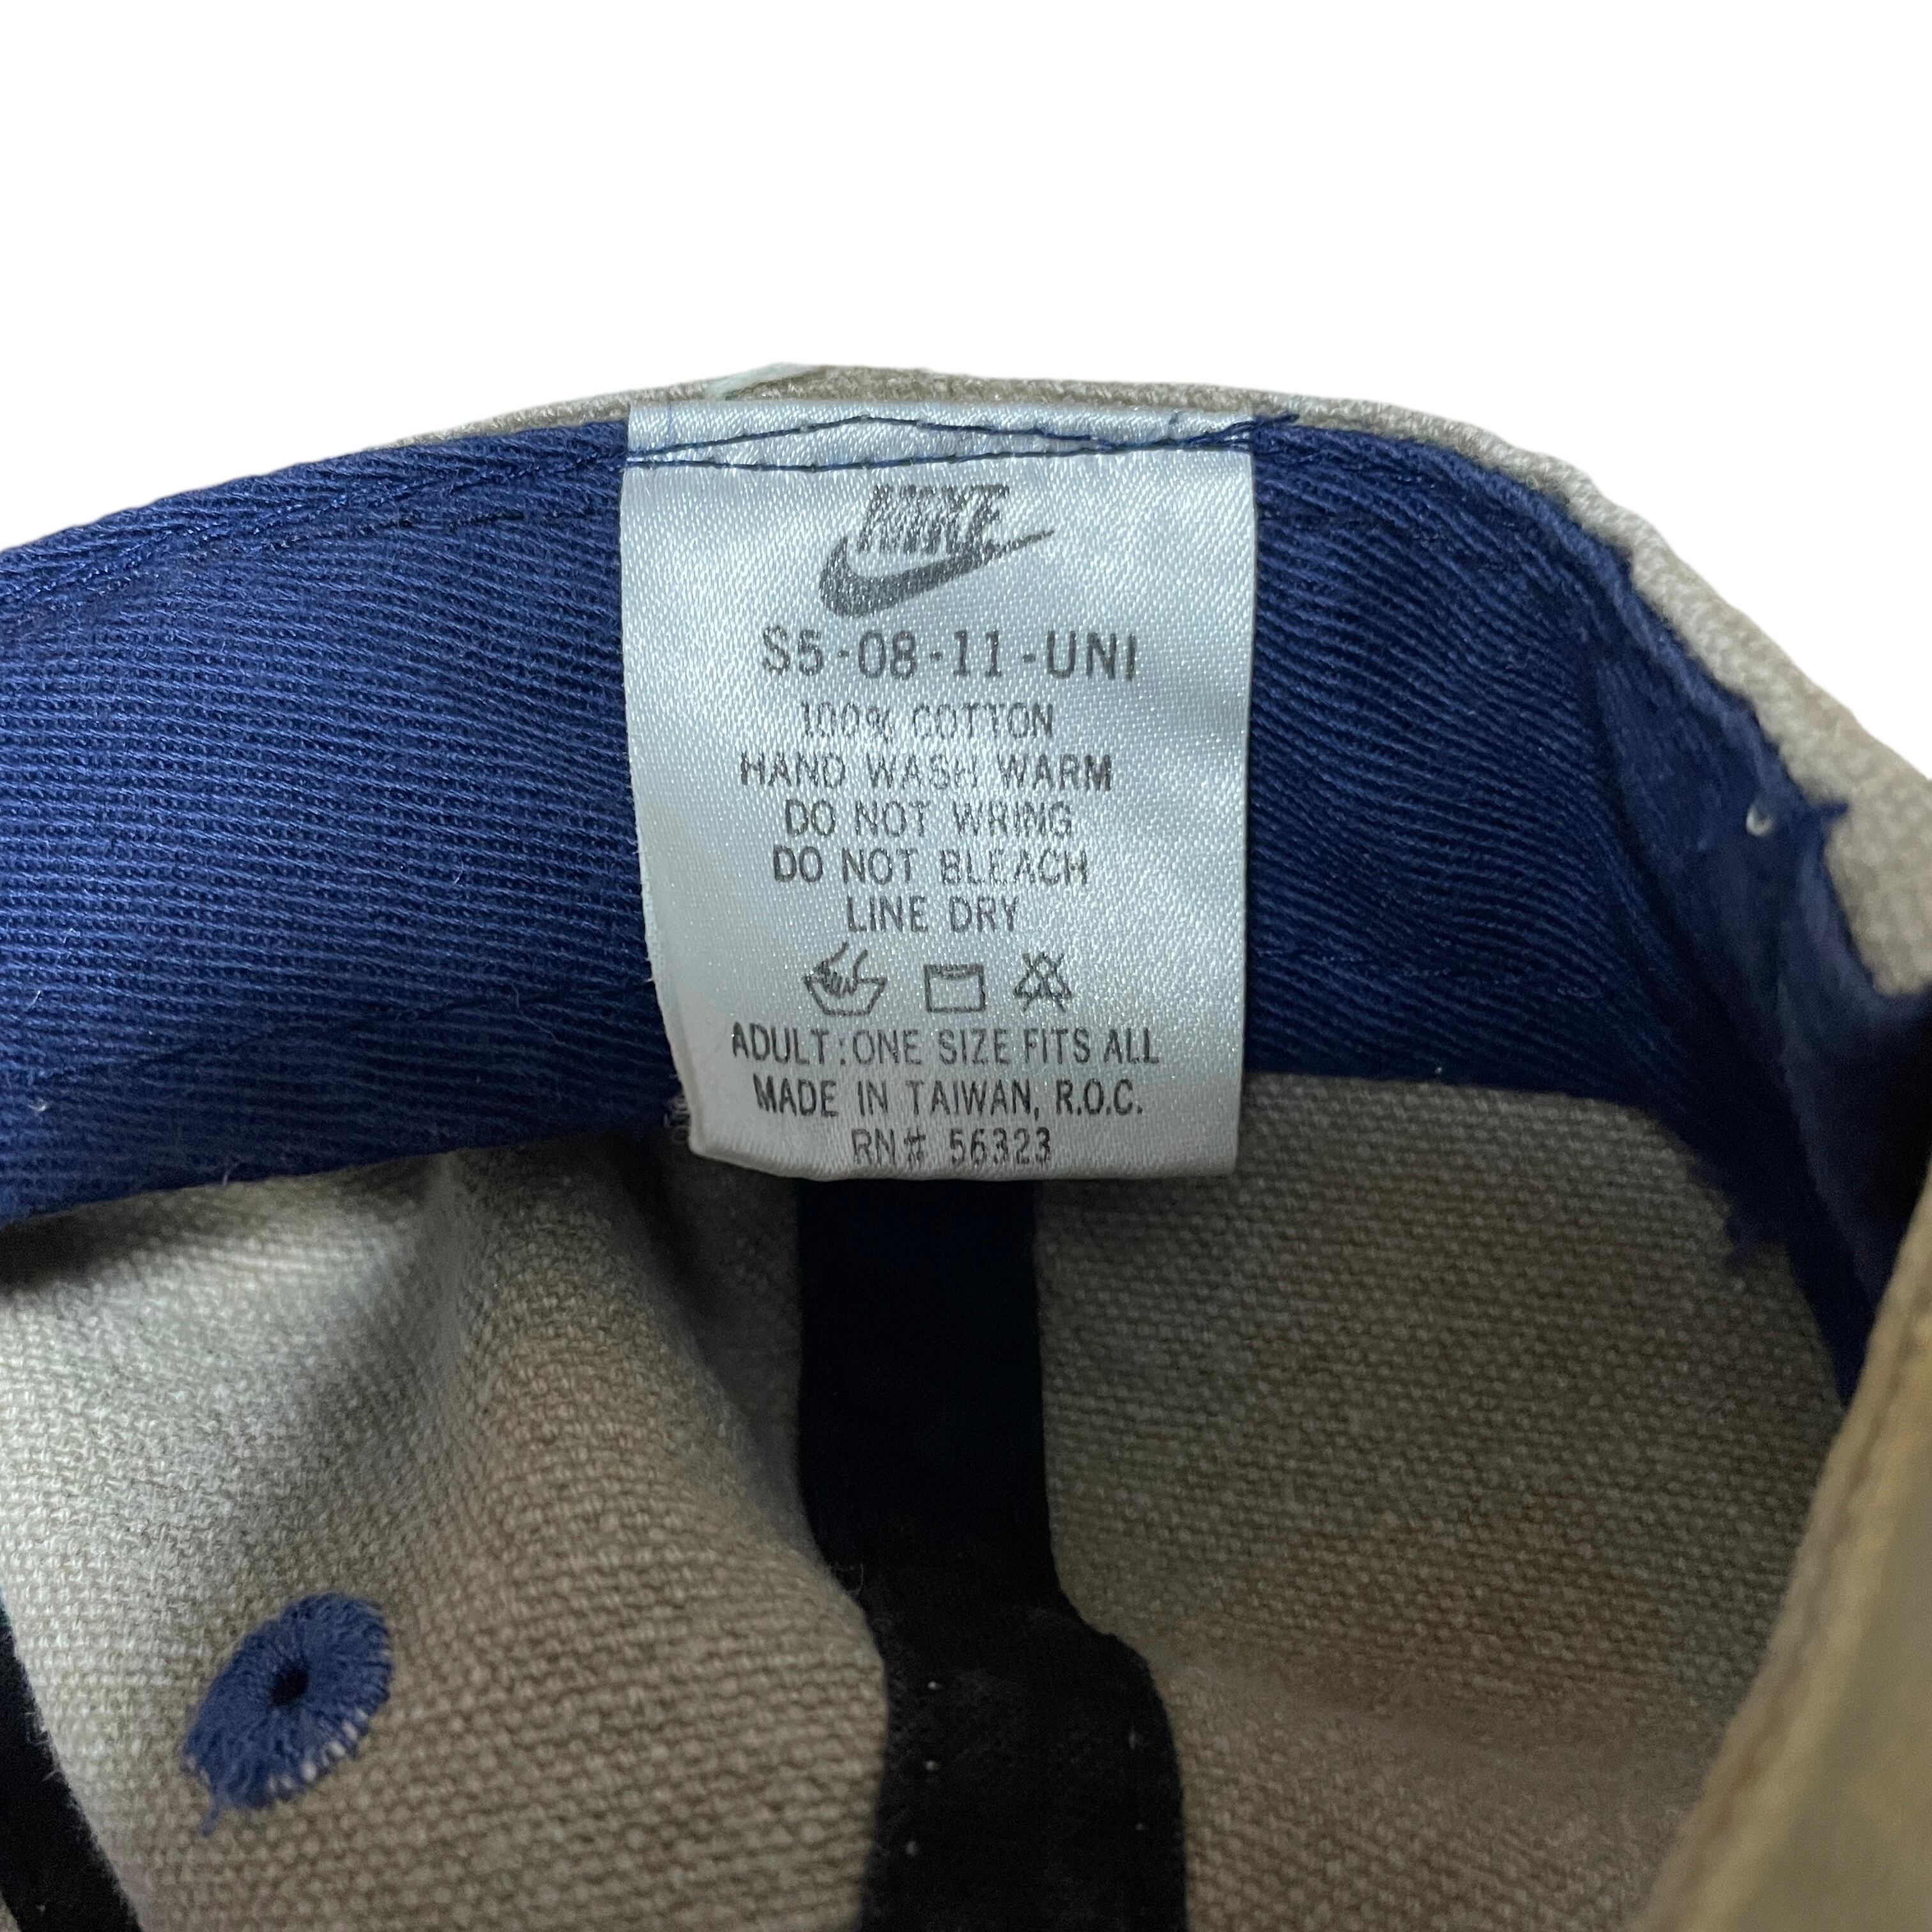 NIKE
S5-08-11-UNI
100% COTTON
HAND WASH WARM
DO NOT WRING
DO NOT BLEACH
LINE DRY
ADULT:ONE SIZE FITS ALL
MADE IN TAIWAN, R.O.C.
RN# 56323